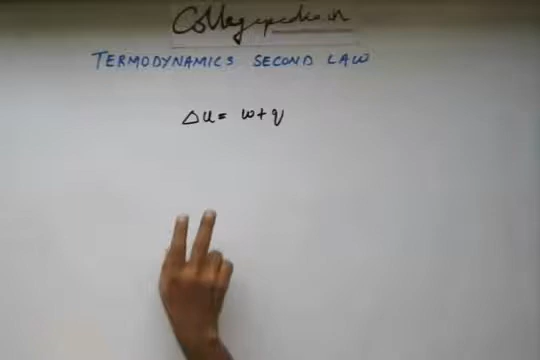 Collegepedia.in
TERMODYNAMICS SECOND LAW
ΔU = w + q